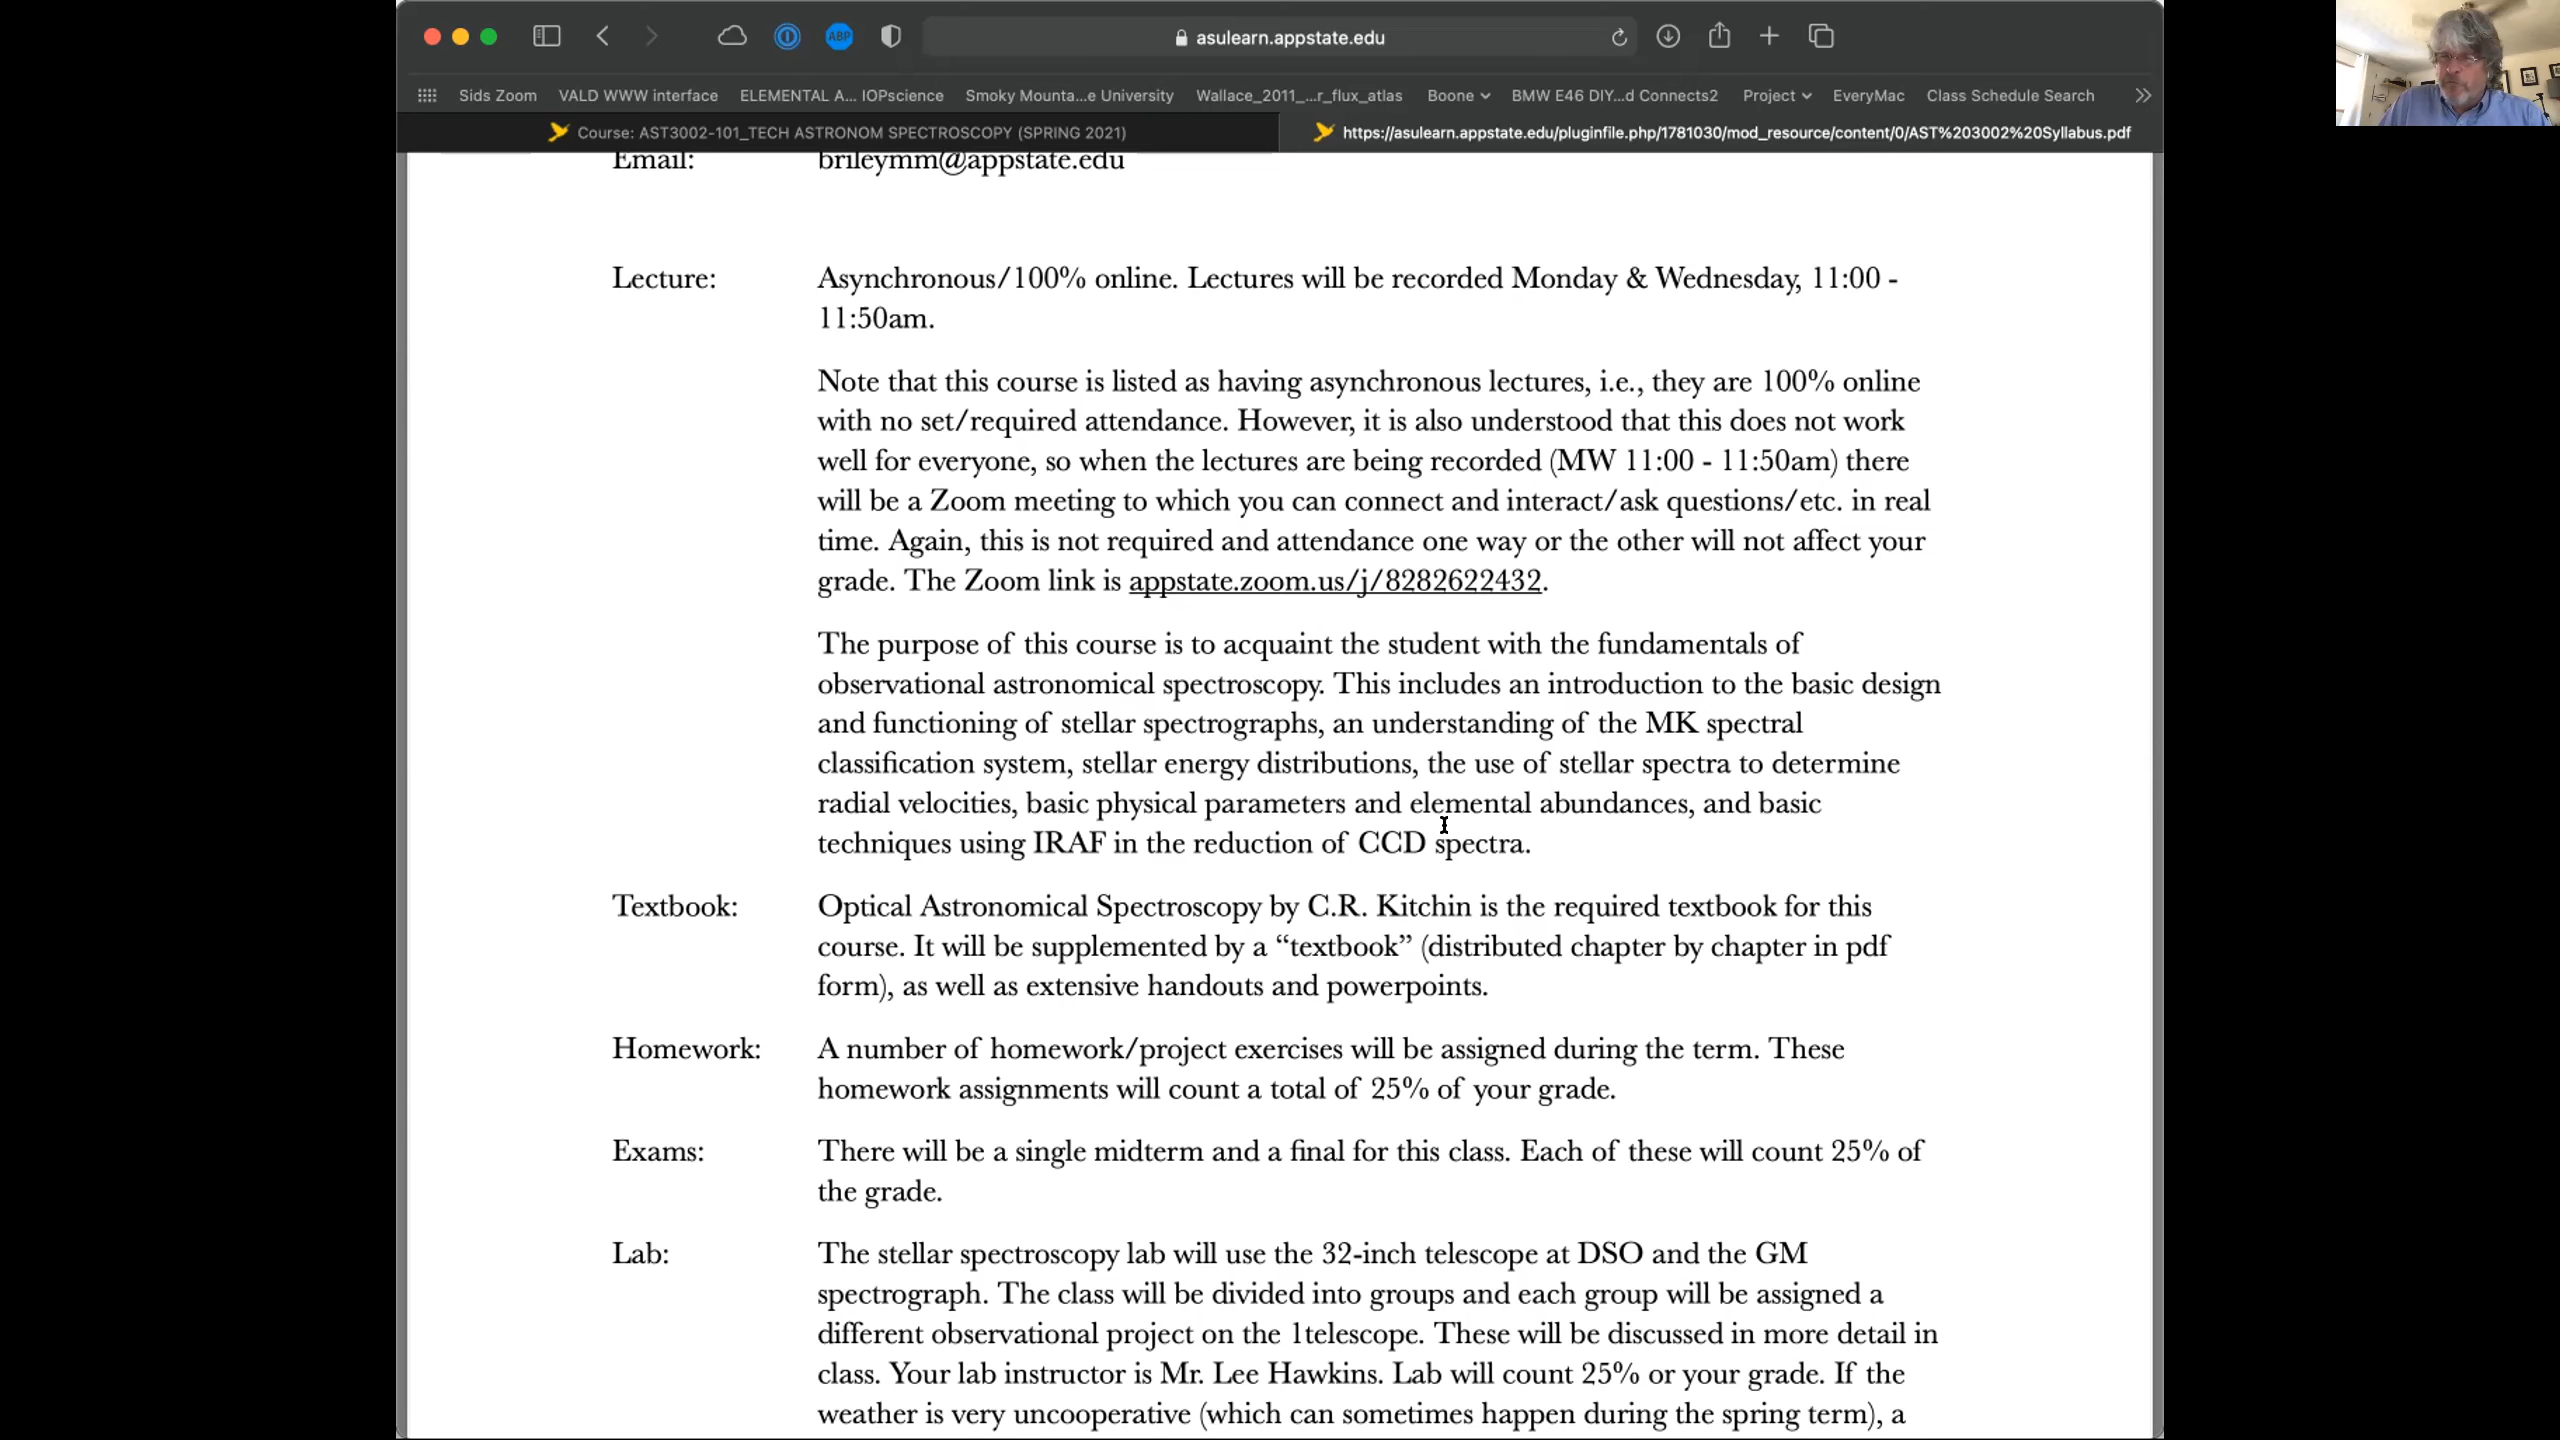 asulearn.appstate.edu
ABP
Sids Zoom VALD WWW interface ELEMENTAL A... IOPscience Smoky Mounta...e University Wallace_2011_...r_flux_atlas Boone BMW E46 DIY...d Connects2 Project EveryMac Class Schedule Search
Course: AST3002-101_TECH ASTRONOM SPECTROSCOPY (SPRING 2021) https://asulearn.appstate.edu/pluginfile.php/1781030/mod_resource/content/0/AST%203002%20Syllabus.pdf
Email: brileymm@appstate.edu
Lecture: Asynchronous/100% online. Lectures will be recorded Monday & Wednesday, 11:00 -
11:50am.
Note that this course is listed as having asynchronous lectures, i.e., they are 100% online
with no set/required attendance. However, it is also understood that this does not work
well for everyone, so when the lectures are being recorded (MW 11:00 - 11:50am) there
will be a Zoom meeting to which you can connect and interact/ask questions/etc. in real
time. Again, this is not required and attendance one way or the other will not affect your
grade. The Zoom link is appstate.zoom.us/j/8282622432.
The purpose of this course is to acquaint the student with the fundamentals of
observational astronomical spectroscopy. This includes an introduction to the basic design
and functioning of stellar spectrographs, an understanding of the MK spectral
classification system, stellar energy distributions, the use of stellar spectra to determine
radial velocities, basic physical parameters and elemental abundances, and basic
techniques using IRAF in the reduction of CCD spectra.
Textbook: Optical Astronomical Spectroscopy by C.R. Kitchin is the required textbook for this
course. It will be supplemented by a “textbook” (distributed chapter by chapter in pdf
form), as well as extensive handouts and powerpoints.
Homework: A number of homework/project exercises will be assigned during the term. These
homework assignments will count a total of 25% of your grade.
Exams: There will be a single midterm and a final for this class. Each of these will count 25% of
the grade.
Lab: The stellar spectroscopy lab will use the 32-inch telescope at DSO and the GM
spectrograph. The class will be divided into groups and each group will be assigned a
different observational project on the 1telescope. These will be discussed in more detail in
class. Your lab instructor is Mr. Lee Hawkins. Lab will count 25% or your grade. If the
weather is very uncooperative (which can sometimes happen during the spring term), a